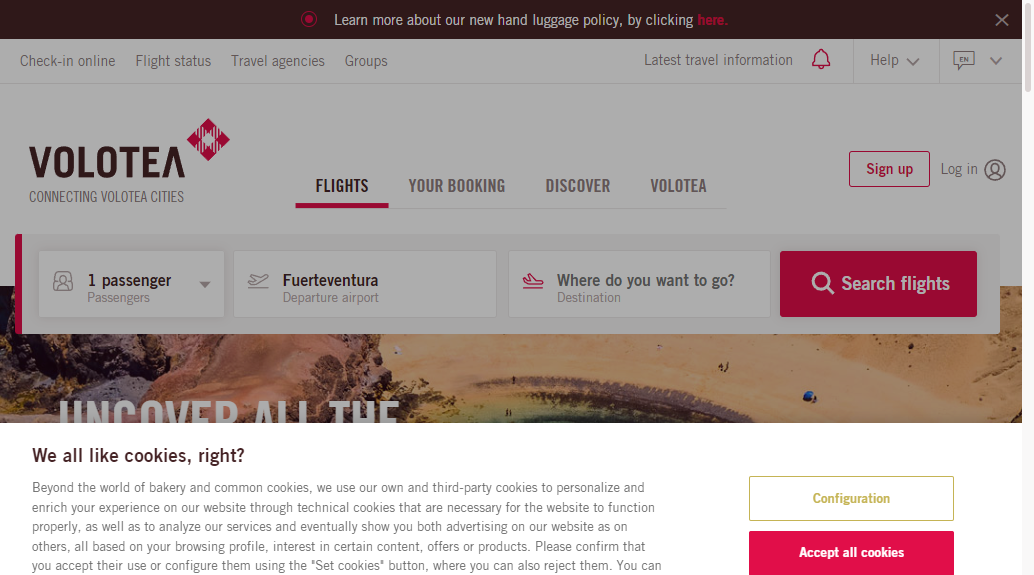 Learn more about our new hand luggage policy, by clicking here.
Check-in online Flight status Travel agencies Groups Latest travel information Help EN
VOLOTEA
CONNECTING VOLOTEA CITIES
FLIGHTS YOUR BOOKING DISCOVER VOLOTEA
Sign up Log in
1 passenger
Passengers
Fuerteventura
Departure airport
Where do you want to go?
Destination
Search flights
UNCOVER ALL THE
We all like cookies, right?
Beyond the world of bakery and common cookies, we use our own and third-party cookies to personalize and
enrich your experience on our website through technical cookies that are necessary for the website to function
properly, as well as to analyze our services and eventually show you both advertising on our website as on
others, all based on your browsing profile, interest in certain content, offers or products. Please confirm that
you accept their use or configure them using the "Set cookies" button, where you can also reject them. You can
Configuration
Accept all cookies